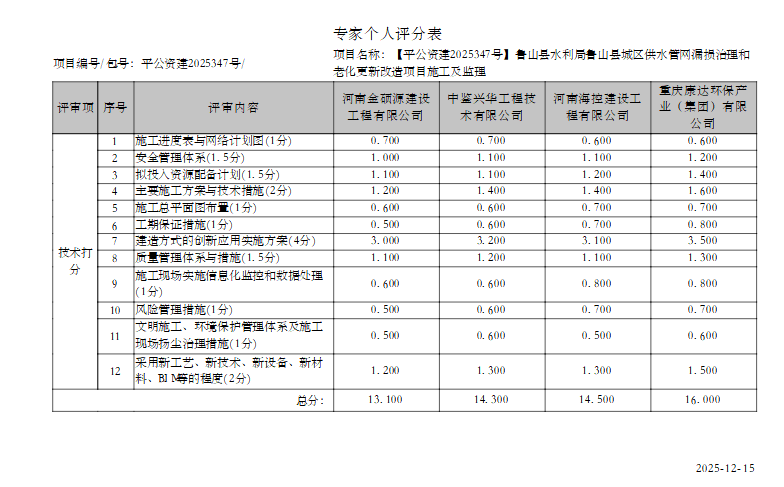 专家个人评分表
项目编号/包号：平公资建2025347号/
项目名称：【平公资建2025347号】鲁山县水利局鲁山县城区供水管网漏损治理和
老化更新改造项目施工及监理
评审项 序号 评审内容 河南金硕源建设工程有限公司 中鉴兴华工程技术有限公司 河南海控建设工程有限公司 重庆康达环保产业（集团）有限公司
技术打分
1 施工进度表与网络计划图(1分) 0.700 0.700 0.600 0.600
2 安全管理体系(1.5分) 1.000 1.100 1.100 1.200
3 拟投入资源配备计划(1.5分) 1.100 1.100 1.200 1.400
4 主要施工方案与技术措施(2分) 1.200 1.400 1.400 1.600
5 施工总平面图布置(1分) 0.600 0.600 0.700 0.700
6 工期保证措施(1分) 0.500 0.600 0.700 0.800
7 建造方式的创新应用实施方案(4分) 3.000 3.200 3.100 3.500
8 质量管理体系与措施(1.5分) 1.100 1.200 1.100 1.300
9 施工现场实施信息化监控和数据处理(1分) 0.600 0.600 0.800 0.800
10 风险管理措施(1分) 0.500 0.600 0.700 0.700
11 文明施工、环境保护管理体系及施工现场扬尘治理措施(1分) 0.500 0.600 0.500 0.600
12 采用新工艺、新技术、新设备、新材料、BIM等的程度(2分) 1.200 1.300 1.300 1.500
总分： 13.100 14.300 14.500 16.000
2025-12-15